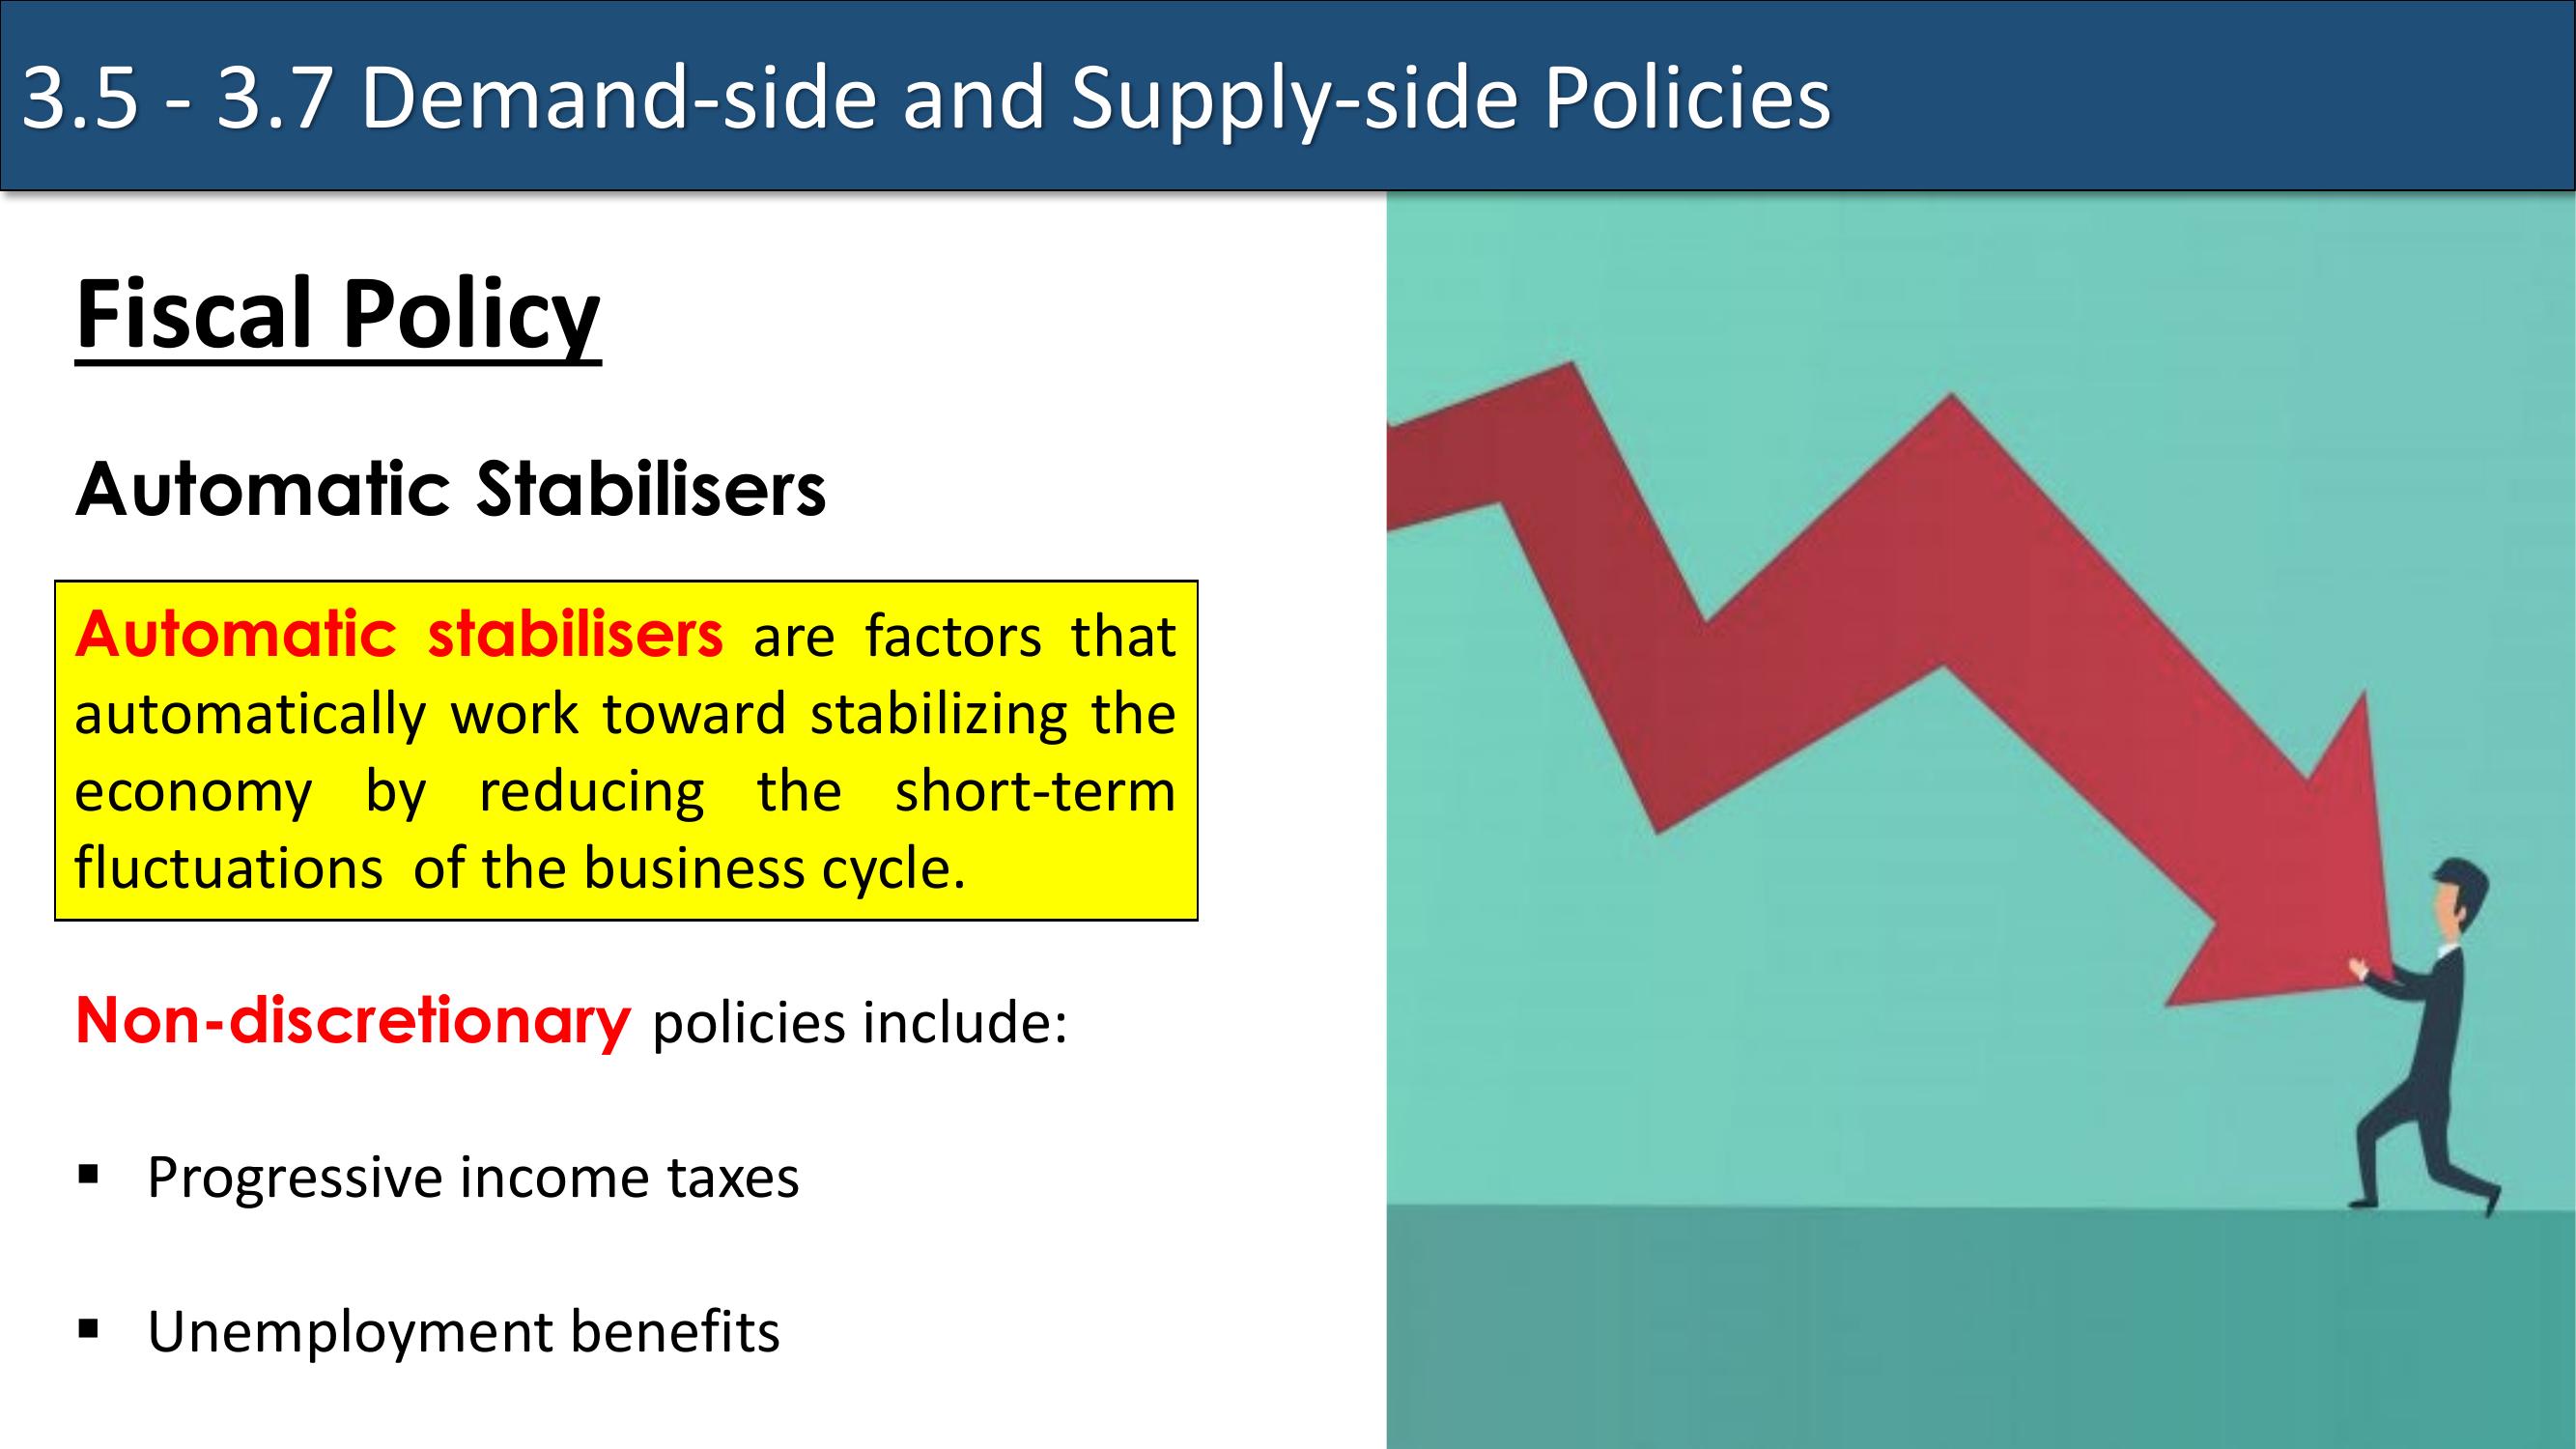 3.5 - 3.7 Demand-side and Supply-side Policies
Fiscal Policy
Automatic Stabilisers
Automatic stabilisers are factors that
automatically work toward stabilizing the
economy by reducing the short-term
fluctuations of the business cycle.
Non-discretionary policies include:
▪ Progressive income taxes
▪ Unemployment benefits